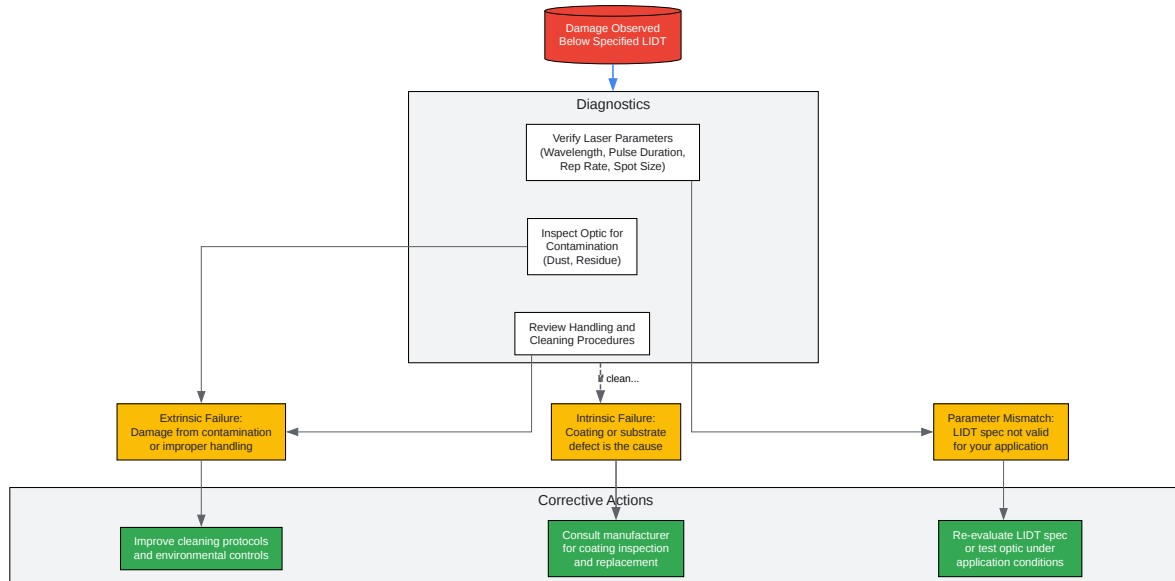 Damage Observed
Below Specified LIDT
Diagnostics
Verify Laser Parameters
(Wavelength, Pulse Duration,
Rep Rate, Spot Size)
Inspect Optic for
Contamination
(Dust, Residue)
Review Handling and
Cleaning Procedures
If clean...
Extrinsic Failure:
Damage from contamination
or improper handling
Intrinsic Failure:
Coating or substrate
defect is the cause
Parameter Mismatch:
LIDT spec not valid
for your application
Corrective Actions
Improve cleaning protocols
and environmental controls
Consult manufacturer
for coating inspection
and replacement
Re-evaluate LIDT spec
or test optic under
application conditions